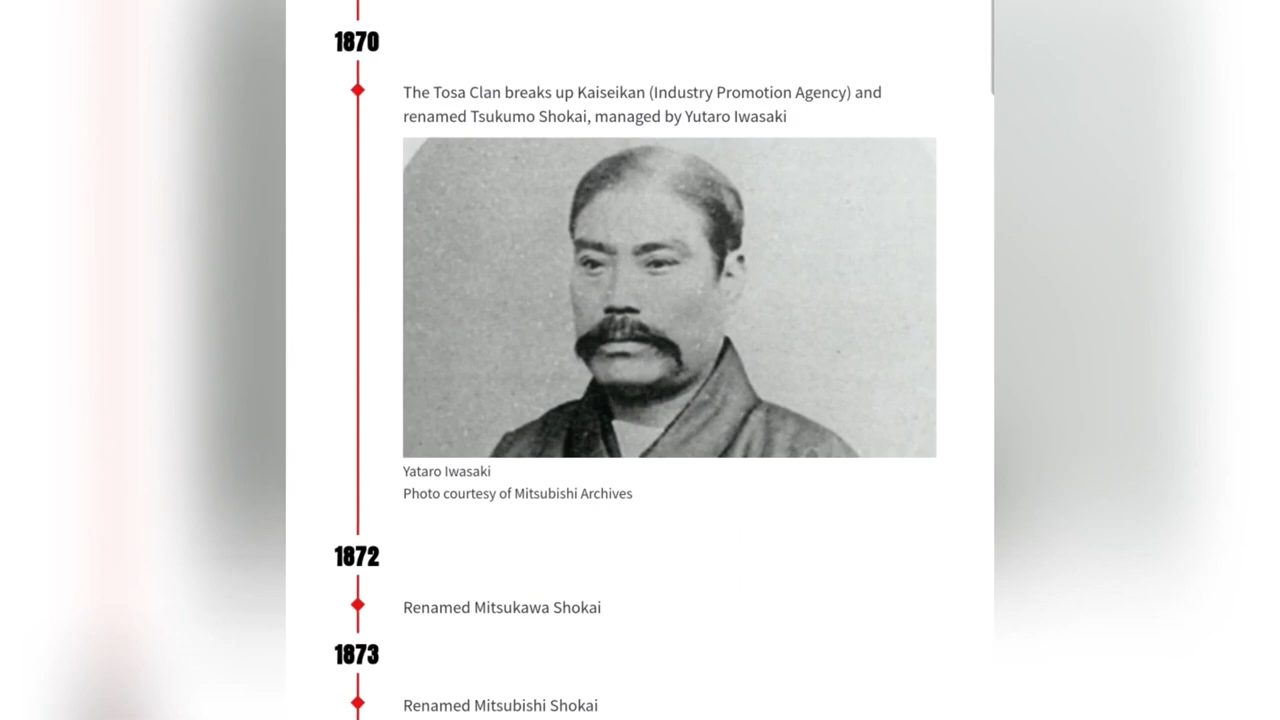 1870
The Tosa Clan breaks up Kaiseikan (Industry Promotion Agency) and
renamed Tsukumo Shokai, managed by Yutaro Iwasaki
Yataro Iwasaki
Photo courtesy of Mitsubishi Archives
1872
Renamed Mitsukawa Shokai
1873
Renamed Mitsubishi Shokai